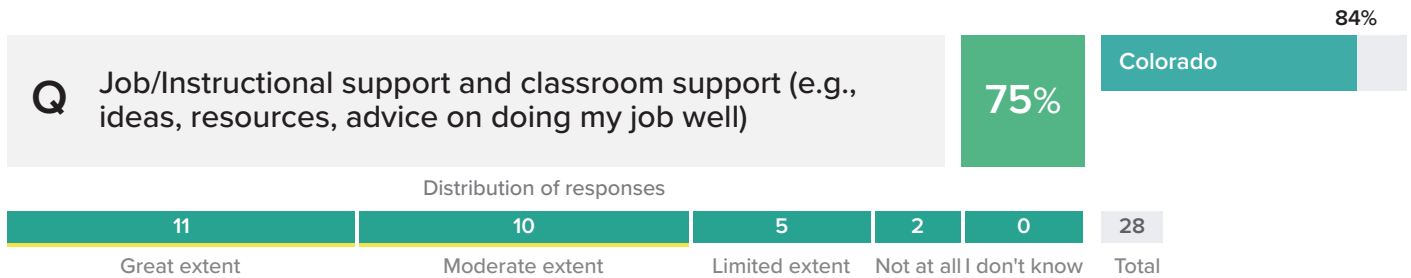 84%
Q
Job/Instructional support and classroom support (e.g.,
ideas, resources, advice on doing my job well)
75%
Colorado
Distribution of responses
11 10 5 2 0 28
Great extent Moderate extent Limited extent Not at all I don't know Total